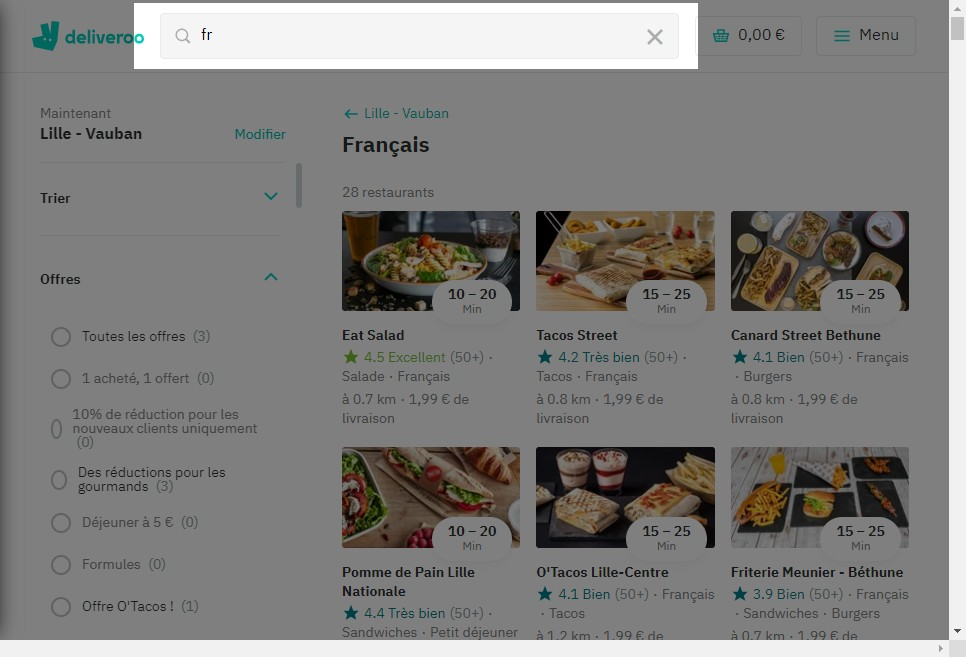 deliveroo
fr
0,00 €
Menu
Maintenant
Lille - Vauban
Modifier
Trier
Offres
Toutes les offres (3)
1 acheté, 1 offert (0)
10% de réduction pour les
nouveaux clients uniquement
(0)
Des réductions pour les
gourmands (3)
Déjeuner à 5 € (0)
Formules (0)
Offre O'Tacos ! (1)
← Lille - Vauban
Français
28 restaurants
10 – 20
Min
Eat Salad
4.5 Excellent (50+) ·
Salade · Français
à 0.7 km · 1,99 € de
livraison
15 – 25
Min
Tacos Street
4.2 Très bien (50+) ·
Tacos · Français
à 0.8 km · 1,99 € de
livraison
15 – 25
Min
Canard Street Bethune
4.1 Bien (50+) · Français
· Burgers
à 0.8 km · 1,99 € de
livraison
10 – 20
Min
Pomme de Pain Lille
Nationale
4.4 Très bien (50+) ·
Sandwiches · Petit déjeuner
15 – 25
Min
O'Tacos Lille-Centre
4.1 Bien (50+) · Français
· Tacos
à 1.2 km · 1,99 € de
15 – 25
Min
Friterie Meunier - Béthune
3.9 Bien (50+) · Français
· Sandwiches · Burgers
à 0.7 km · 1,99 € de